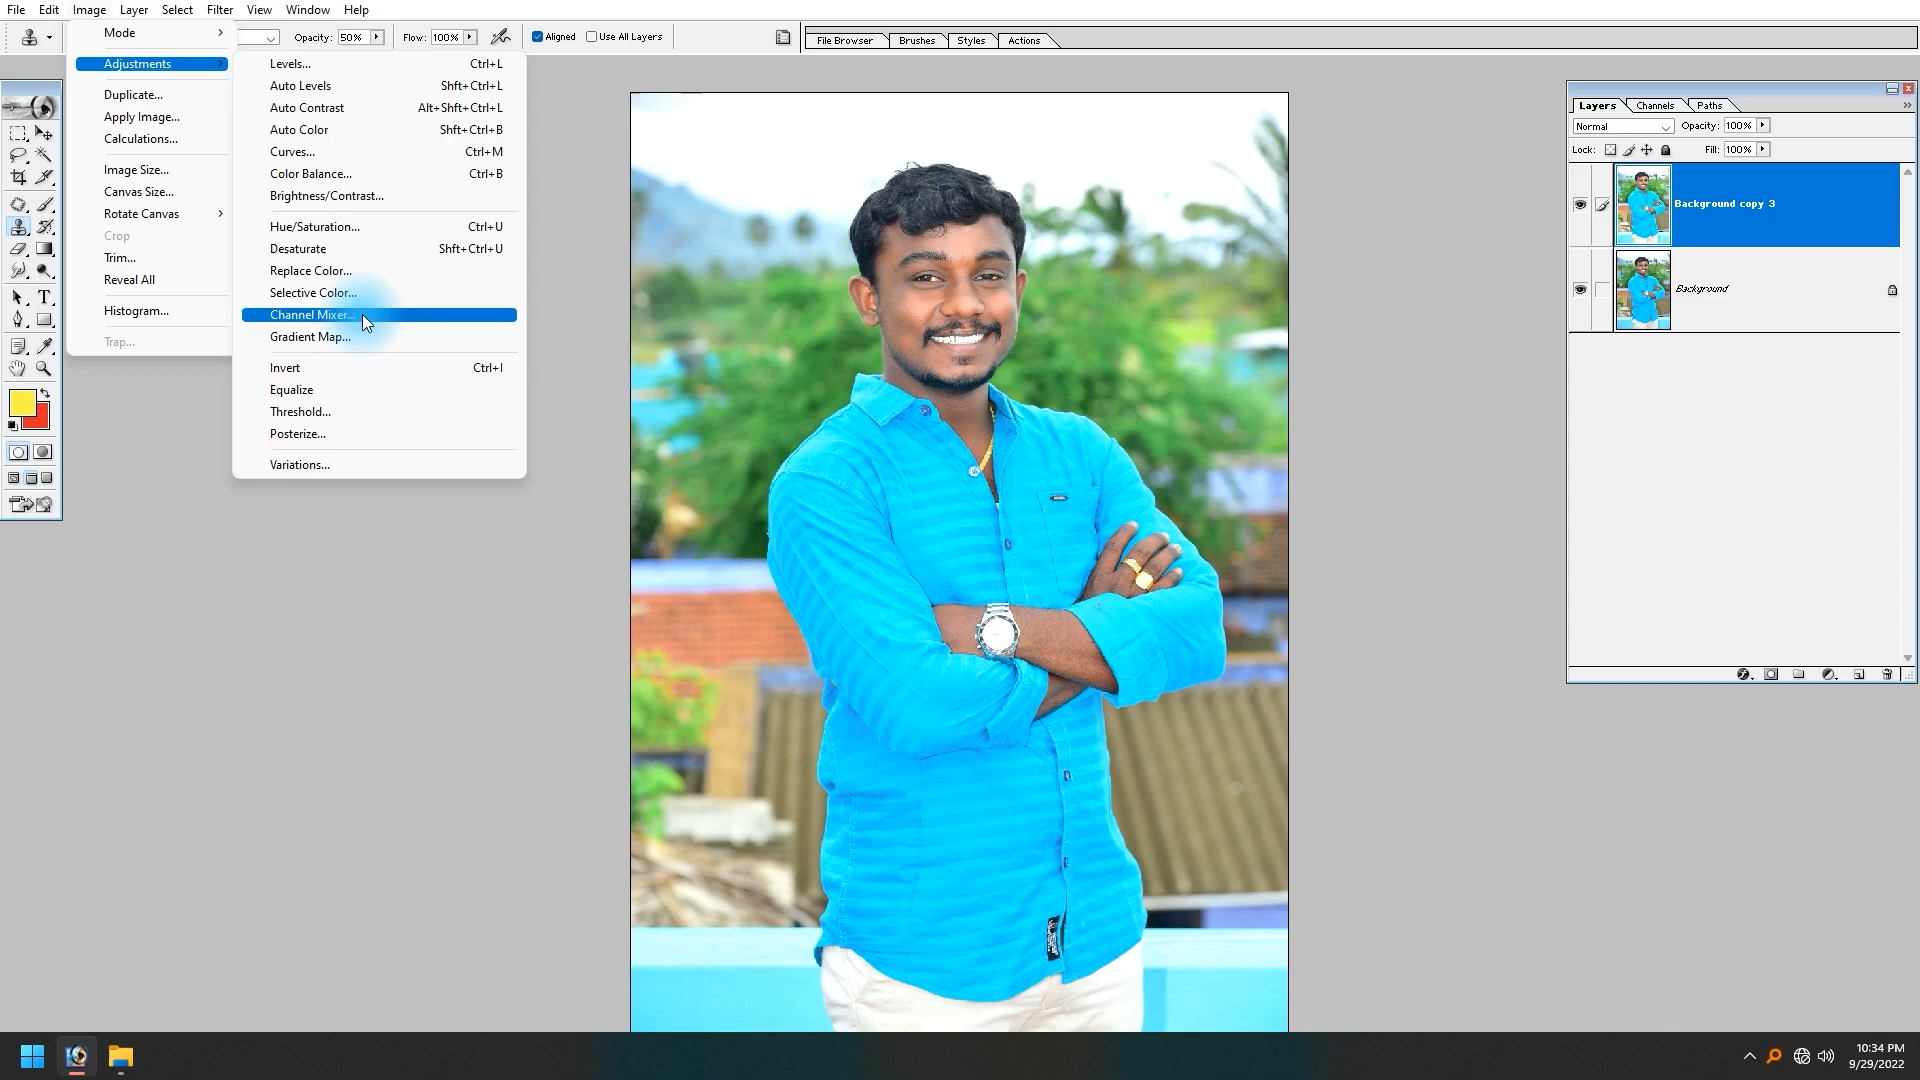 File Edit Image Layer Select Filter View Window Help
Opacity: 50% Flow: 100% Aligned Use All Layers
File Browser Brushes Styles Actions
Mode
Adjustments
Duplicate...
Apply Image...
Calculations...
Image Size...
Canvas Size...
Rotate Canvas
Crop
Trim...
Reveal All
Histogram...
Trap...
Levels... Ctrl+L
Auto Levels Shft+Ctrl+L
Auto Contrast Alt+Shft+Ctrl+L
Auto Color Shft+Ctrl+B
Curves... Ctrl+M
Color Balance... Ctrl+B
Brightness/Contrast...
Hue/Saturation... Ctrl+U
Desaturate Shft+Ctrl+U
Replace Color...
Selective Color...
Channel Mixer...
Gradient Map...
Invert Ctrl+I
Equalize
Threshold...
Posterize...
Variations...
Layers Channels Paths
Normal Opacity: 100%
Lock: Fill: 100%
Background copy 3
Background
10:34 PM
9/29/2022